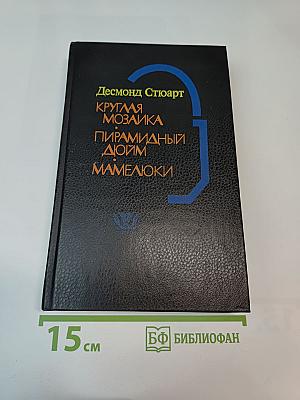 Десмонд Стюарт
КРУГЛАЯ
МОЗАИКА
ПИРАМИДНЫЙ
ДЮЙМ
МАМЕЛЮКИ
15 см
БФ БИБЛИОФАН